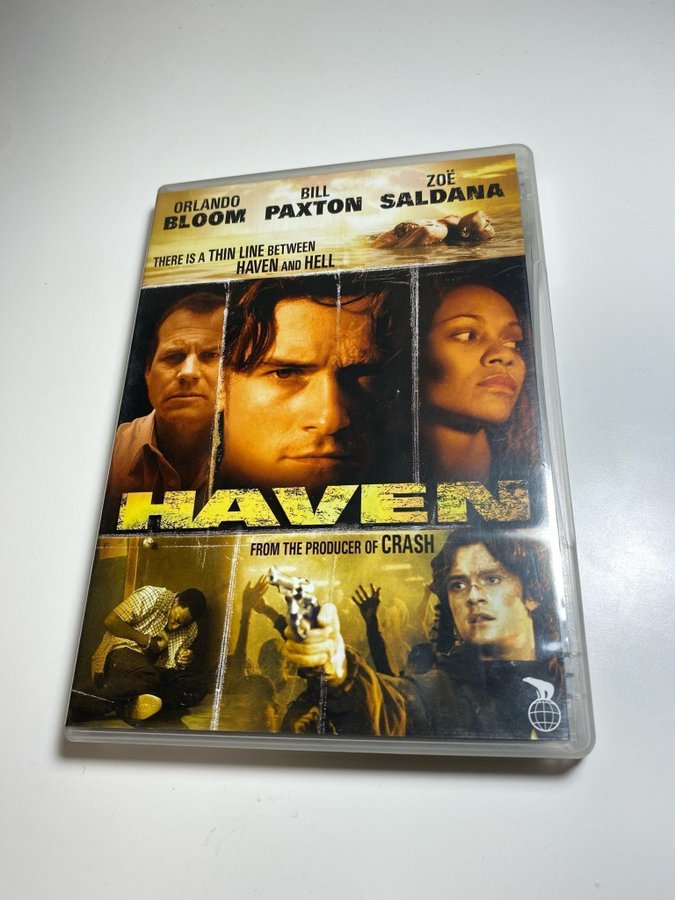 ORLANDO
BLOOM
BILL
PAXTON
ZOË
SALDANA
THERE IS A THIN LINE BETWEEN
HAVEN AND HELL
HAVEN
FROM THE PRODUCER OF CRASH